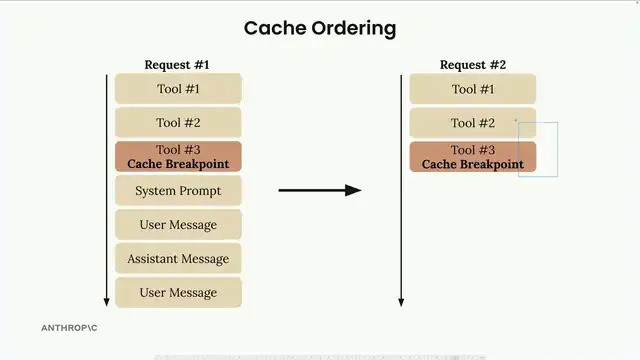 Cache Ordering
Request #1
Tool #1
Tool #2
Tool #3
Cache Breakpoint
System Prompt
User Message
Assistant Message
User Message
Request #2
Tool #1
Tool #2
Tool #3
Cache Breakpoint
ANTHROP\C